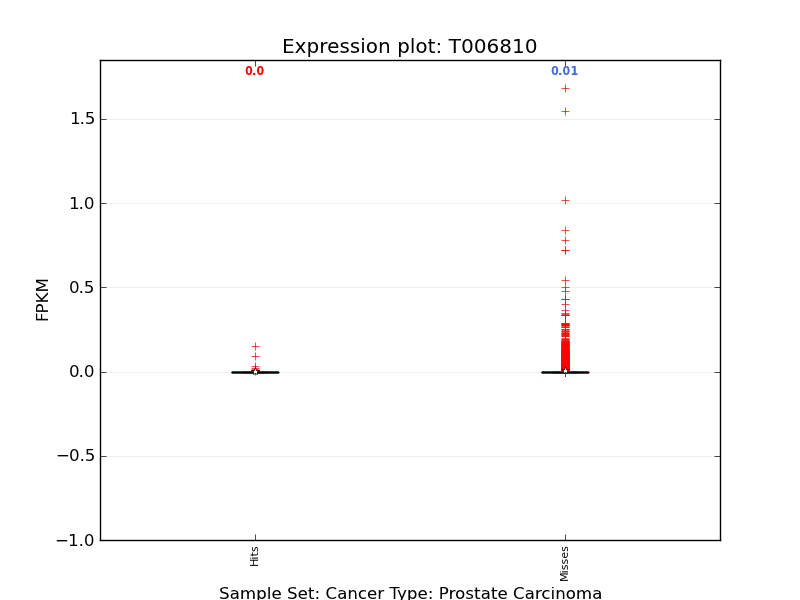 Expression plot: T006810
0.0
0.01
1.5
1.0
0.5
0.0
−0.5
−1.0
FPKM
Hits
Misses
Sample Set: Cancer Type: Prostate Carcinoma